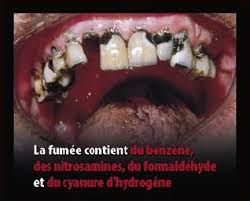 La fumée contient du benzène,
des nitrosamines, du formaldéhyde
et du cyanure d'hydrogène